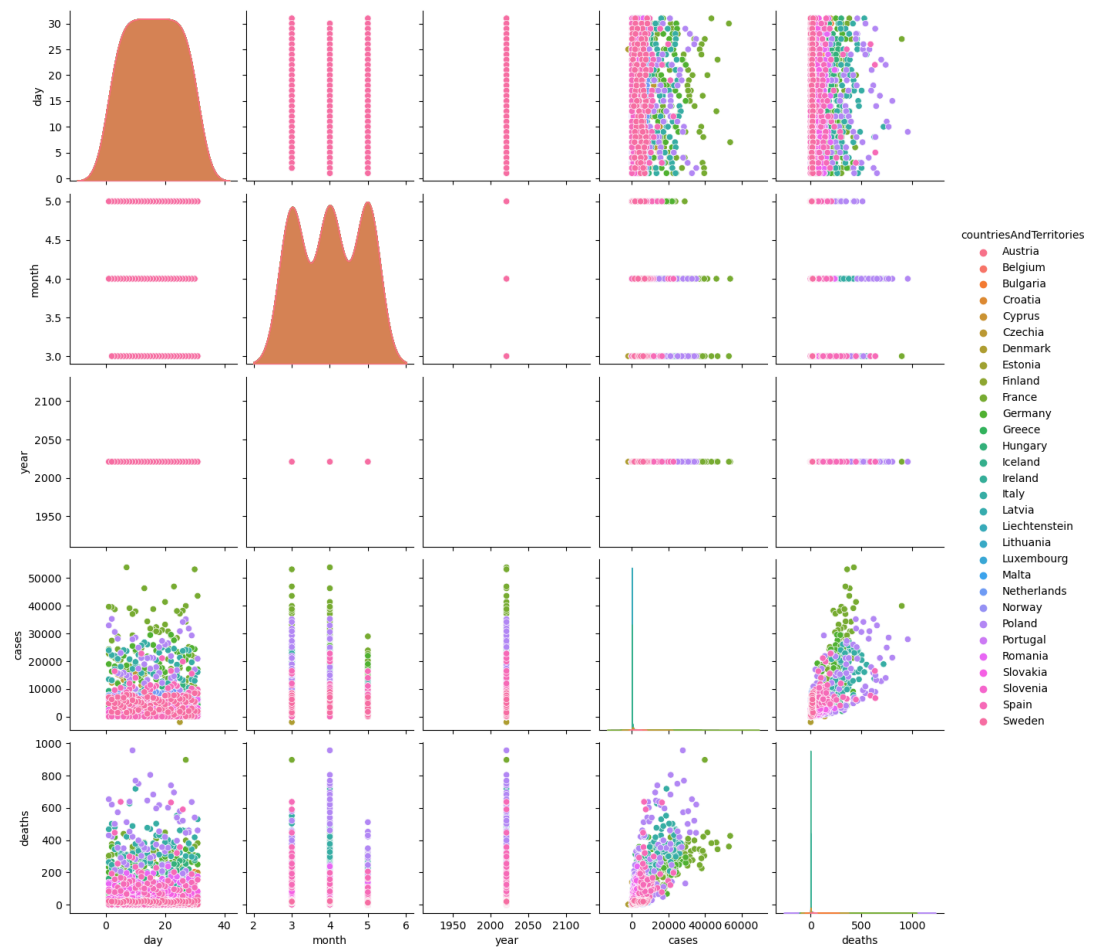 30
25
20
15
10
5
0
day
5.0
4.5
4.0
3.5
3.0
month
2100
2050
2000
1950
year
50000
40000
30000
20000
10000
0
cases
1000
800
600
400
200
0
deaths
0 20 40
day
2 3 4 5 6
month
1950 2000 2050 2100
year
0 20000 40000 60000
cases
0 500 1000
deaths
countriesAndTerritories
Austria
Belgium
Bulgaria
Croatia
Cyprus
Czechia
Denmark
Estonia
Finland
France
Germany
Greece
Hungary
Iceland
Ireland
Italy
Latvia
Liechtenstein
Lithuania
Luxembourg
Malta
Netherlands
Norway
Poland
Portugal
Romania
Slovakia
Slovenia
Spain
Sweden